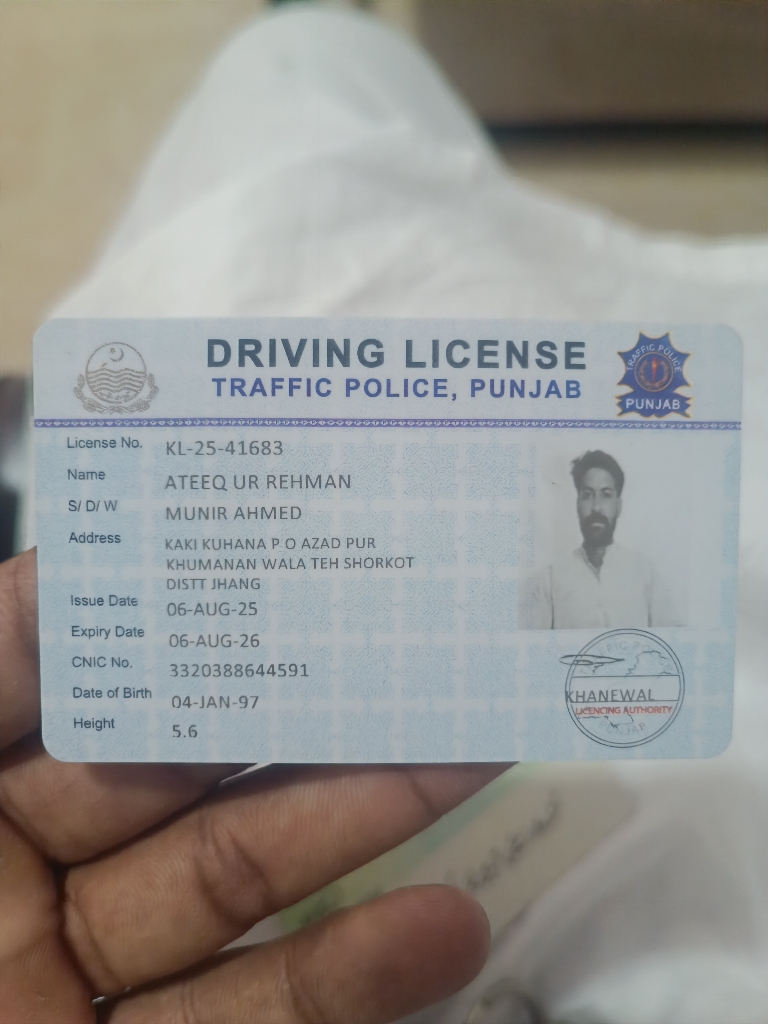 DRIVING LICENSE
TRAFFIC POLICE, PUNJAB
TRAFFIC POLICE
PUNJAB
License No. KL-25-41683
Name ATEEQ UR REHMAN
S/ D/ W MUNIR AHMED
Address KAKI KUHANA P O AZAD PUR
KHUMANAN WALA TEH SHORKOT
DISTT JHANG
Issue Date 06-AUG-25
Expiry Date 06-AUG-26
CNIC No. 3320388644591
Date of Birth 04-JAN-97
Height 5.6
KHANEWAL
LICENCING AUTHORITY
PUNJAB